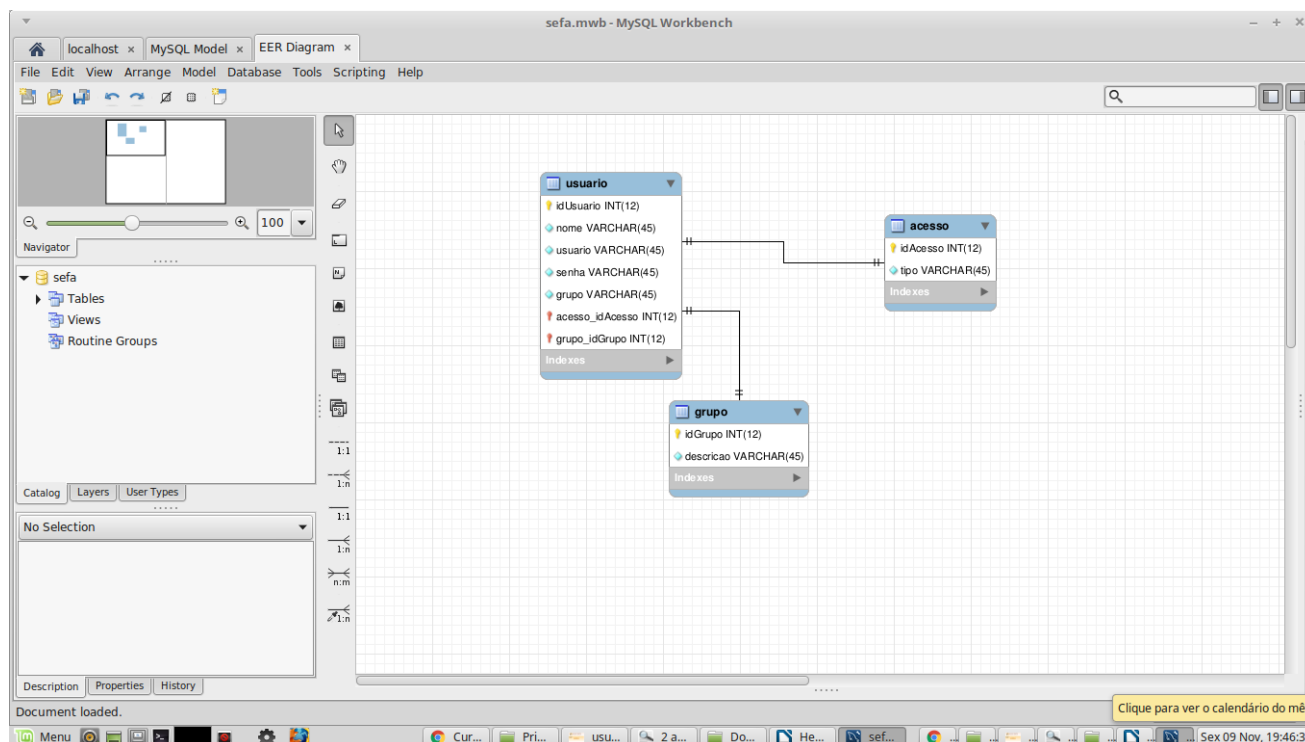 sefa.mwb - MySQL Workbench
localhost × MySQL Model × EER Diagram ×
File Edit View Arrange Model Database Tools Scripting Help
100
Navigator
sefa
Tables
Views
Routine Groups
Catalog Layers User Types
No Selection
Description Properties History
1:1
1:n
1:1
1:n
n:m
1:n
usuario
idUsuario INT(12)
nome VARCHAR(45)
usuario VARCHAR(45)
senha VARCHAR(45)
grupo VARCHAR(45)
acesso_idAcesso INT(12)
grupo_idGrupo INT(12)
Indexes
acesso
idAcesso INT(12)
tipo VARCHAR(45)
Indexes
grupo
idGrupo INT(12)
descricao VARCHAR(45)
Indexes
Document loaded.
Clique para ver o calendário do mê
Menu Cur... Pri... usu... 2 a... Do... He... sef... ... ... ... ... ... ... ... Sex 09 Nov, 19:46:3